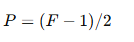 P = (F − 1)/2